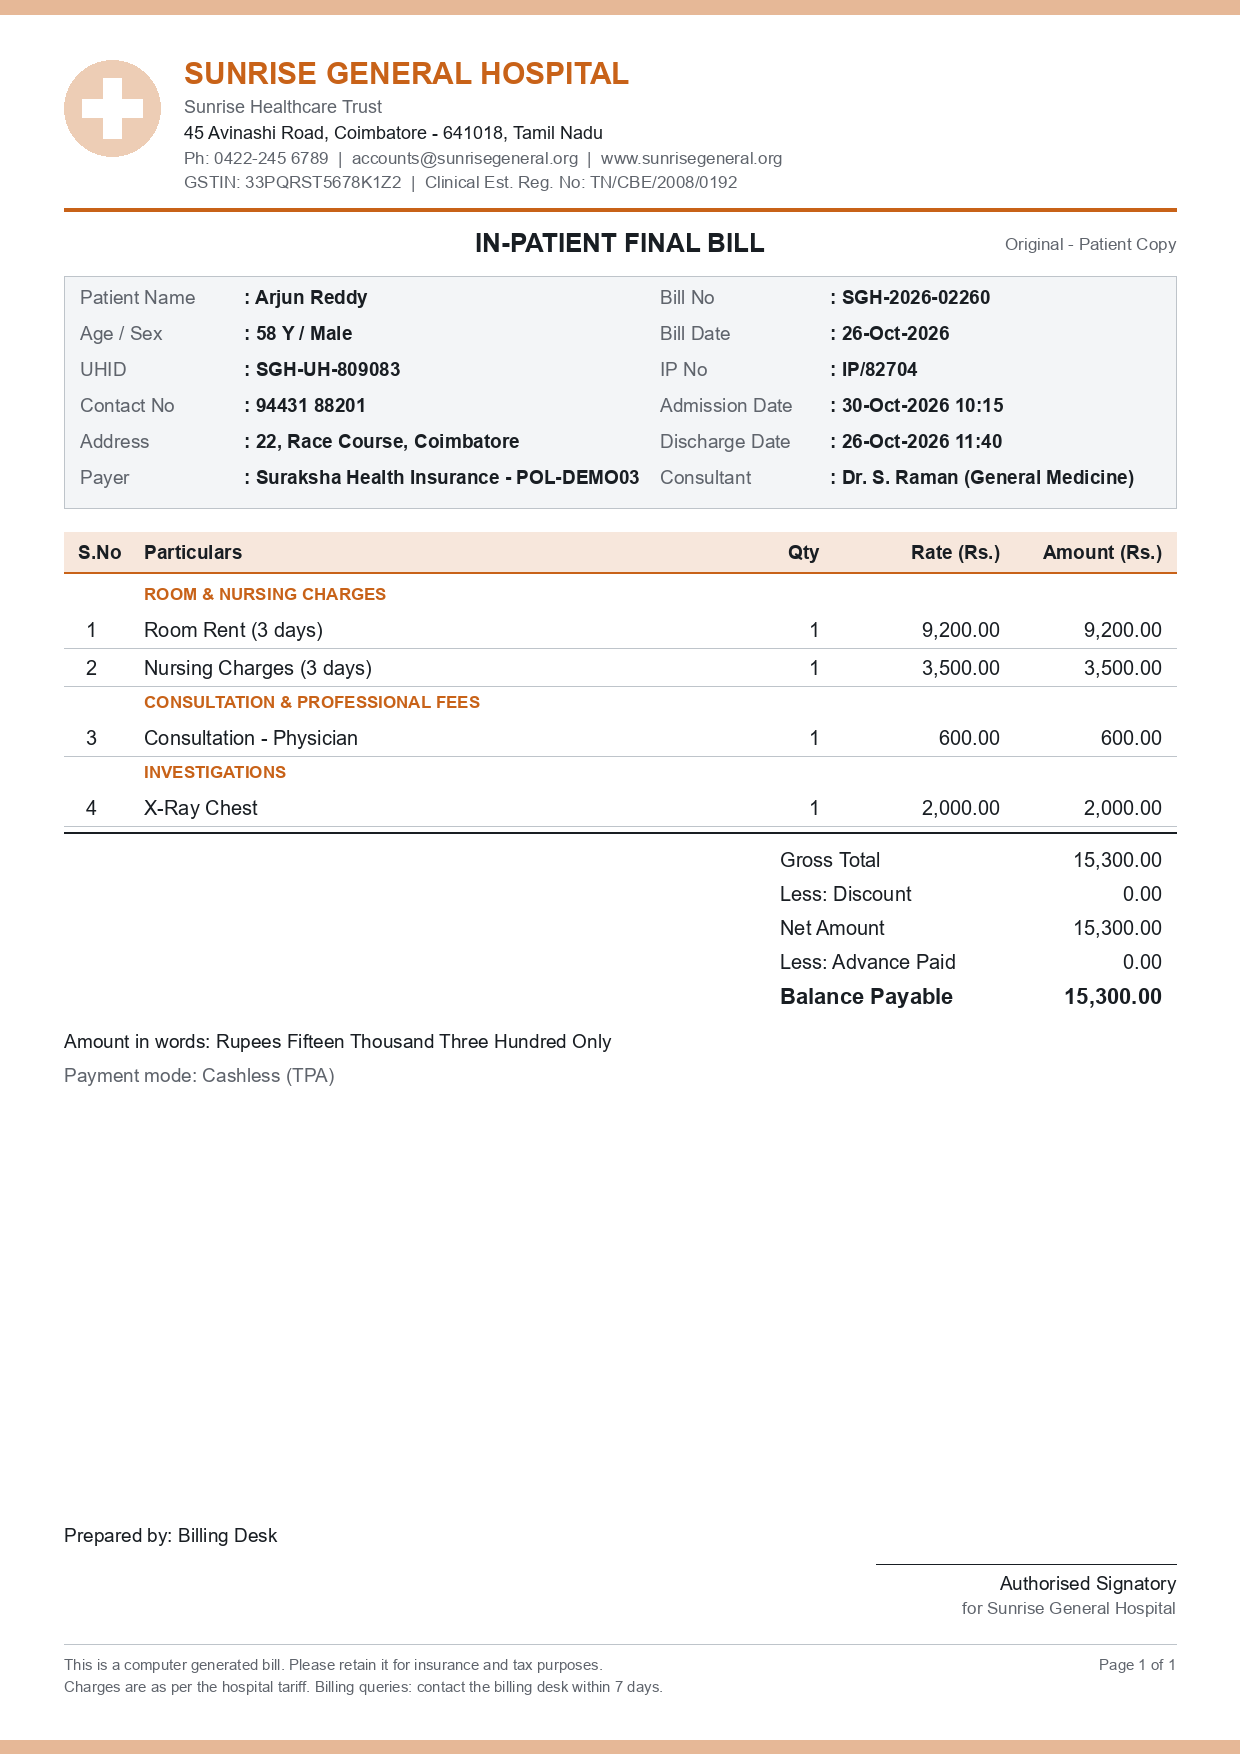 SUNRISE GENERAL HOSPITAL
Sunrise Healthcare Trust
45 Avinashi Road, Coimbatore - 641018, Tamil Nadu
Ph: 0422-245 6789 | accounts@sunrisegeneral.org | www.sunrisegeneral.org
GSTIN: 33PQRST5678K1Z2 | Clinical Est. Reg. No: TN/CBE/2008/0192
IN-PATIENT FINAL BILL Original - Patient Copy
Patient Name : Arjun Reddy Bill No : SGH-2026-02260
Age / Sex : 58 Y / Male Bill Date : 26-Oct-2026
UHID : SGH-UH-809083 IP No : IP/82704
Contact No : 94431 88201 Admission Date : 30-Oct-2026 10:15
Address : 22, Race Course, Coimbatore Discharge Date : 26-Oct-2026 11:40
Payer : Suraksha Health Insurance - POL-DEMO03 Consultant : Dr. S. Raman (General Medicine)
S.No Particulars Qty Rate (Rs.) Amount (Rs.)
ROOM & NURSING CHARGES
1 Room Rent (3 days) 1 9,200.00 9,200.00
2 Nursing Charges (3 days) 1 3,500.00 3,500.00
CONSULTATION & PROFESSIONAL FEES
3 Consultation - Physician 1 600.00 600.00
INVESTIGATIONS
4 X-Ray Chest 1 2,000.00 2,000.00
Gross Total 15,300.00
Less: Discount 0.00
Net Amount 15,300.00
Less: Advance Paid 0.00
Balance Payable 15,300.00
Amount in words: Rupees Fifteen Thousand Three Hundred Only
Payment mode: Cashless (TPA)
Prepared by: Billing Desk
Authorised Signatory
for Sunrise General Hospital
This is a computer generated bill. Please retain it for insurance and tax purposes. Page 1 of 1
Charges are as per the hospital tariff. Billing queries: contact the billing desk within 7 days.